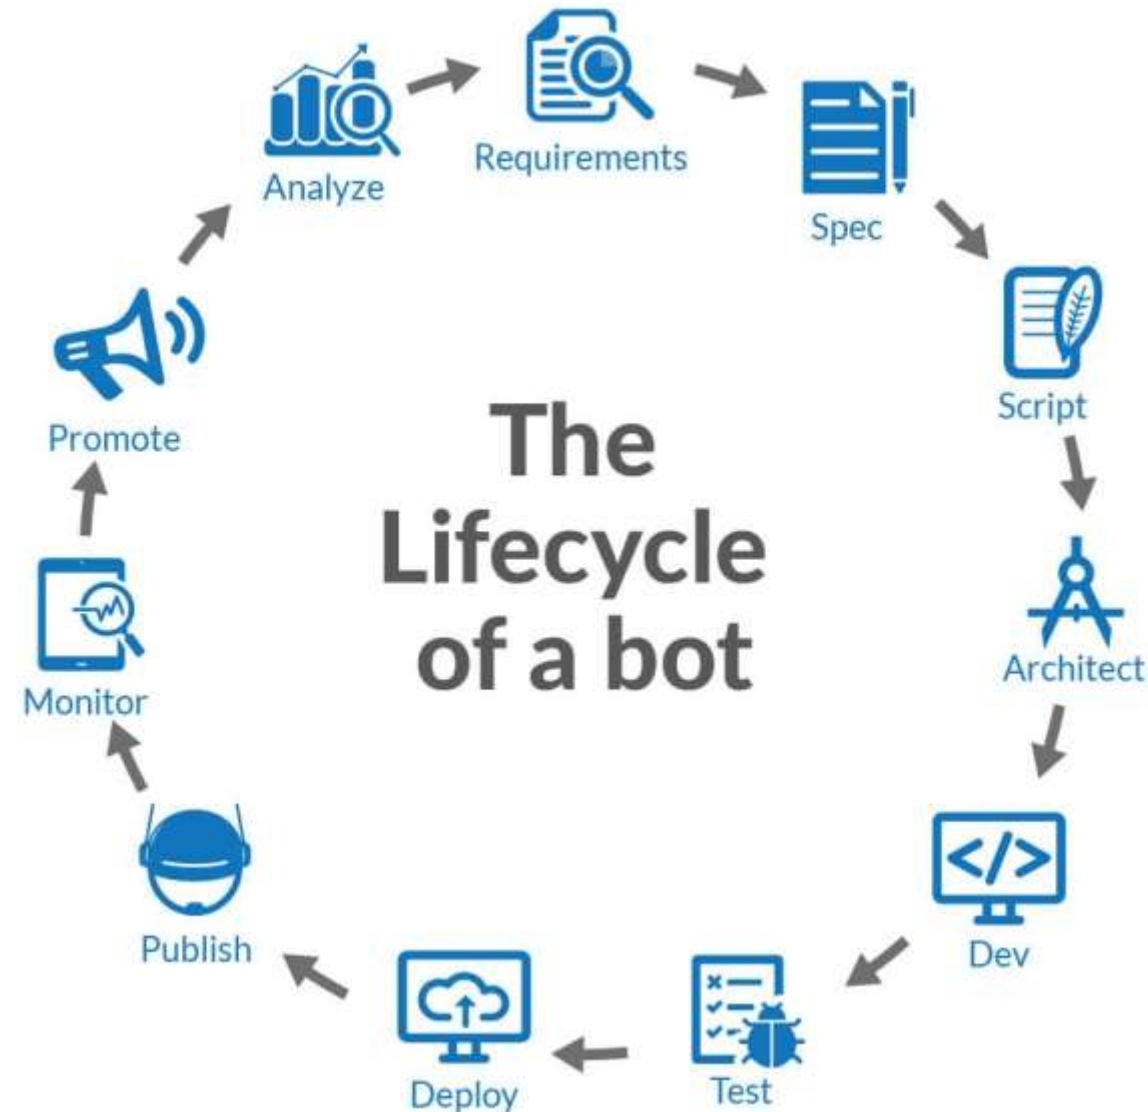 Requirements
Spec
Script
Architect
Dev
Test
Deploy
Publish
Monitor
Promote
Analyze
The
Lifecycle
of a bot